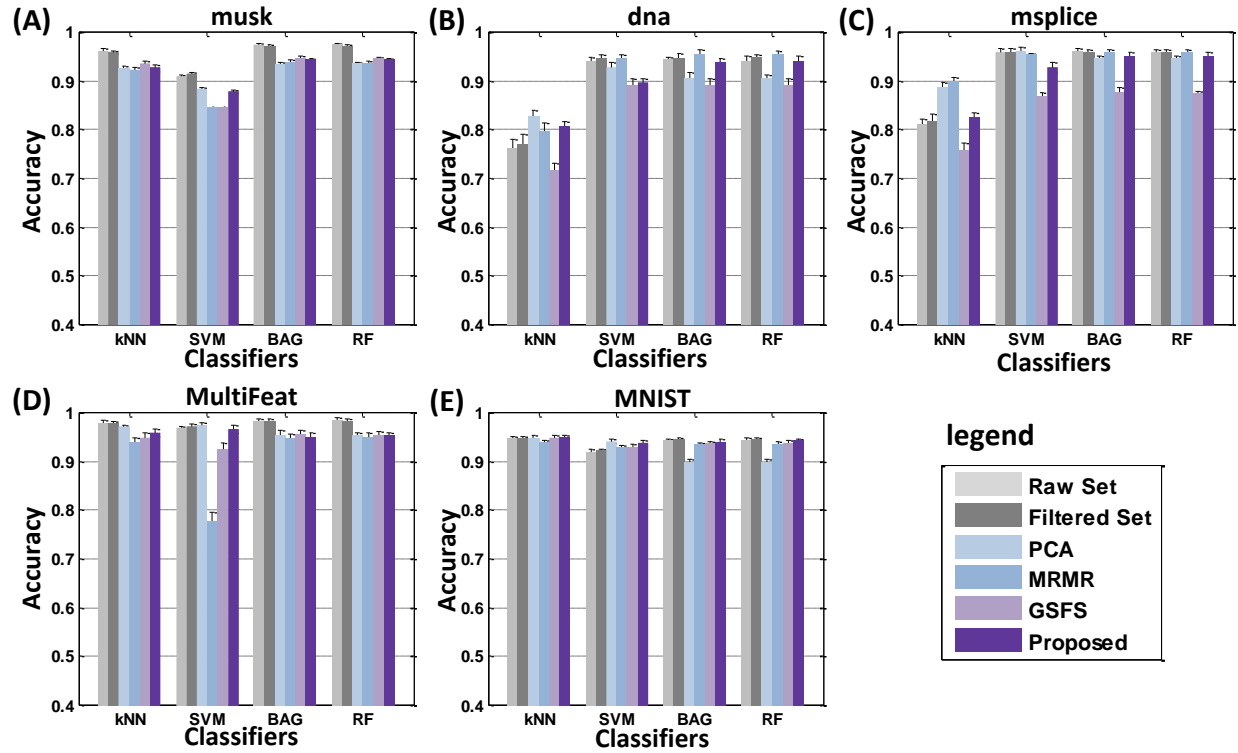 (A) musk
1
0.9
0.8
0.7
0.6
0.5
0.4
Accuracy
kNN SVM BAG RF
Classifiers
(B) dna
1
0.9
0.8
0.7
0.6
0.5
0.4
Accuracy
kNN SVM BAG RF
Classifiers
(C) msplice
1
0.9
0.8
0.7
0.6
0.5
0.4
Accuracy
kNN SVM BAG RF
Classifiers
(D) MultiFeat
1
0.9
0.8
0.7
0.6
0.5
0.4
Accuracy
kNN SVM BAG RF
Classifiers
(E) MNIST
1
0.9
0.8
0.7
0.6
0.5
0.4
Accuracy
kNN SVM BAG RF
Classifiers
legend
Raw Set
Filtered Set
PCA
MRMR
GSFS
Proposed